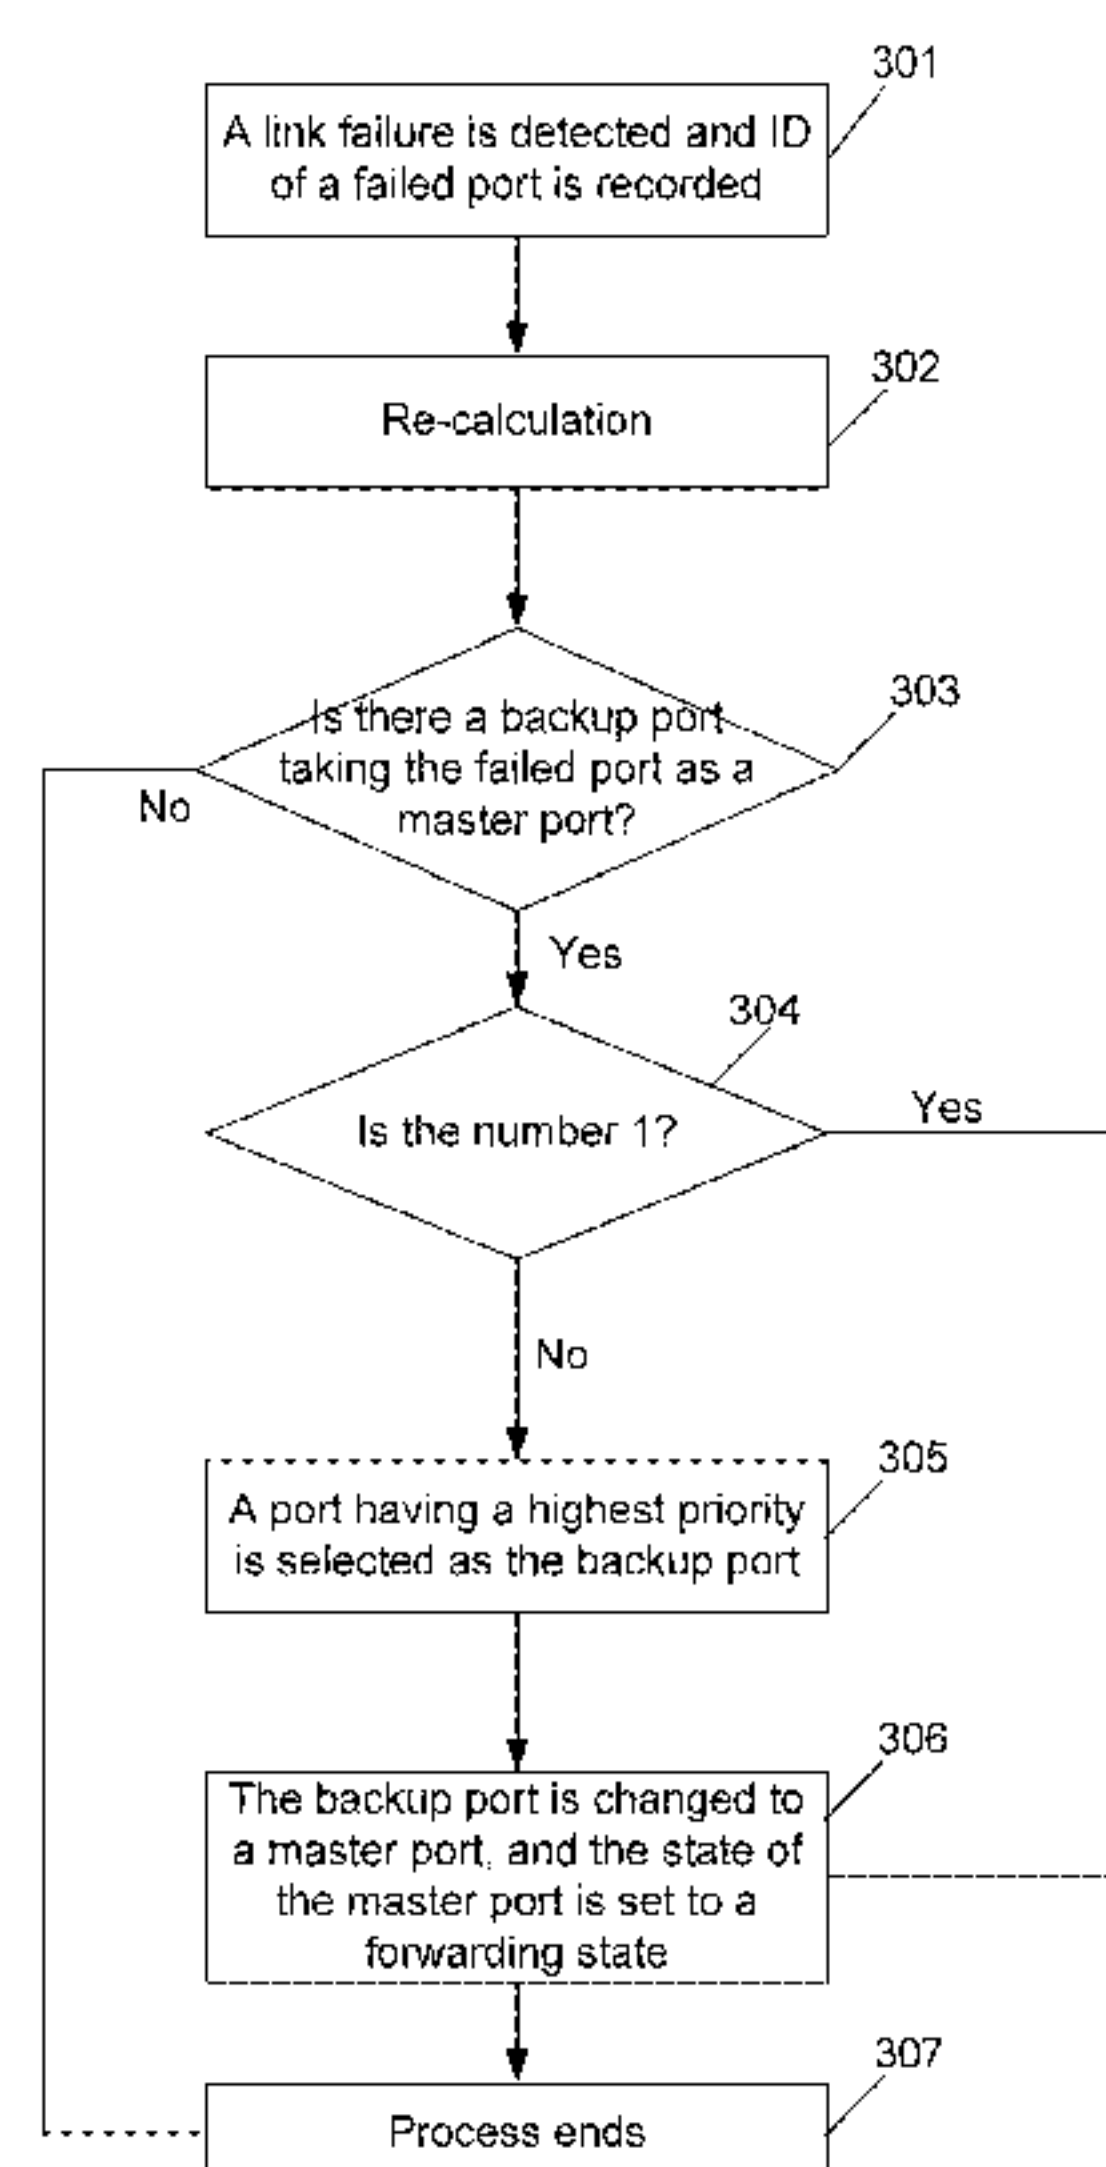 301
A link failure is detected and ID
of a failed port is recorded
302
Re-calculation
303
Is there a backup port
taking the failed port as a
master port?
No
Yes
304
Is the number 1?
Yes
No
305
A port having a highest priority
is selected as the backup port
306
The backup port is changed to
a master port, and the state of
the master port is set to a
forwarding state
307
Process ends